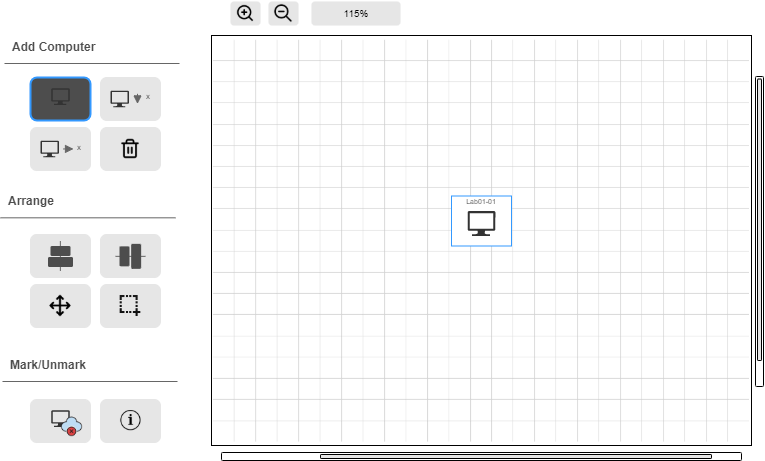 115%
Add Computer
x
x
Arrange
Lab01-01
Mark/Unmark
i